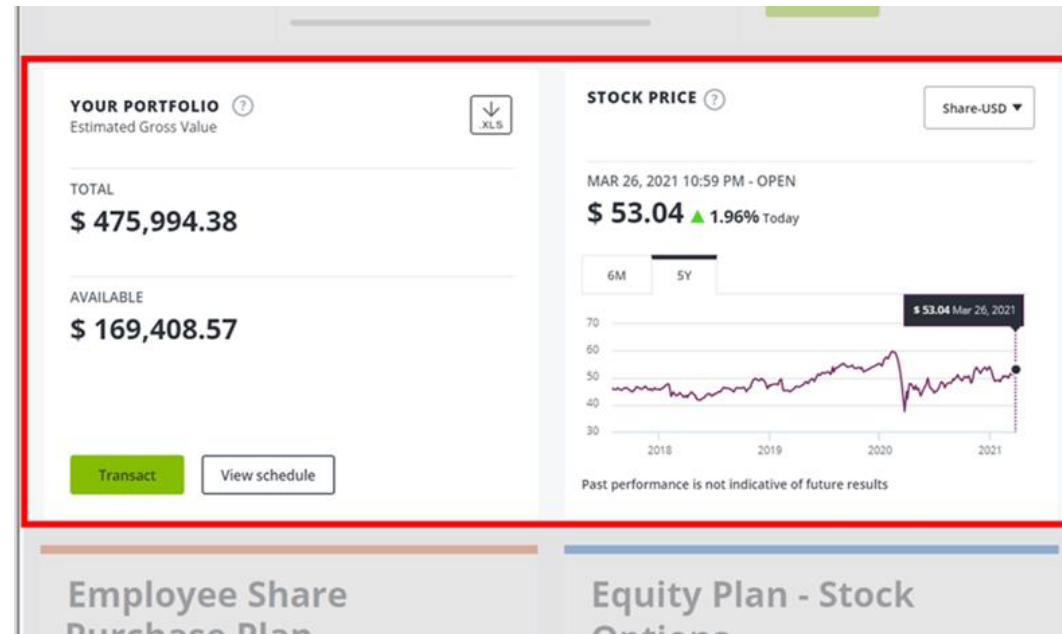 YOUR PORTFOLIO ?
Estimated Gross Value
.XLS
TOTAL
$ 475,994.38
AVAILABLE
$ 169,408.57
Transact
View schedule
STOCK PRICE ?
Share-USD
MAR 26, 2021 10:59 PM - OPEN
$ 53.04 ▲ 1.96% Today
6M 5Y
$ 53.04 Mar 26, 2021
70
60
50
40
30
2018 2019 2020 2021
Past performance is not indicative of future results
Employee Share
Purchase Plan
Equity Plan - Stock
Options